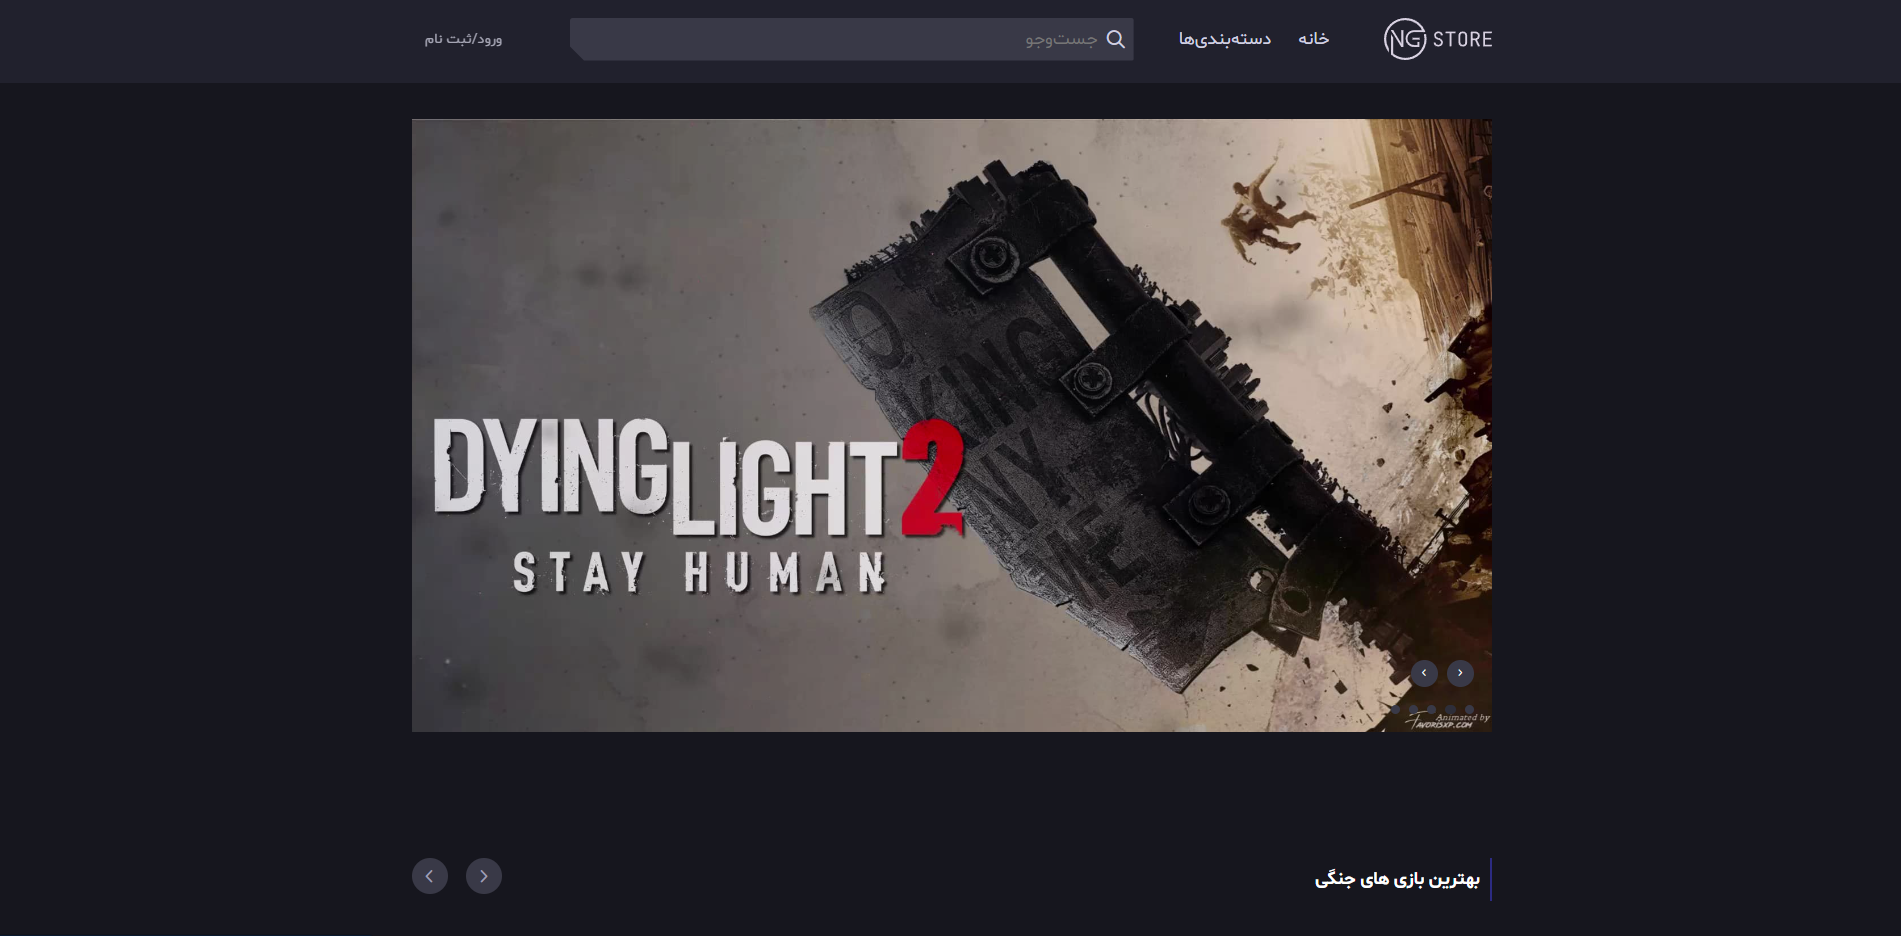 NG STORE
خانه
دسته‌بندی‌ها
جست‌وجو
ورود/ثبت نام
DYING LIGHT 2
STAY HUMAN
Animated by
FAVORISXP.COM
بهترین بازی های جنگی